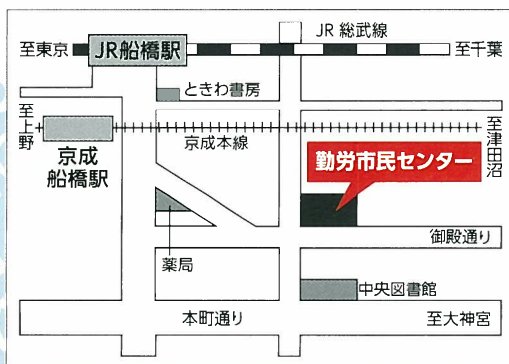 JR 総武線
至東京
JR船橋駅
至千葉
ときわ書房
至上野
京成本線
至津田沼
京成
船橋駅
勤労市民センター
御殿通り
薬局
中央図書館
本町通り
至大神宮